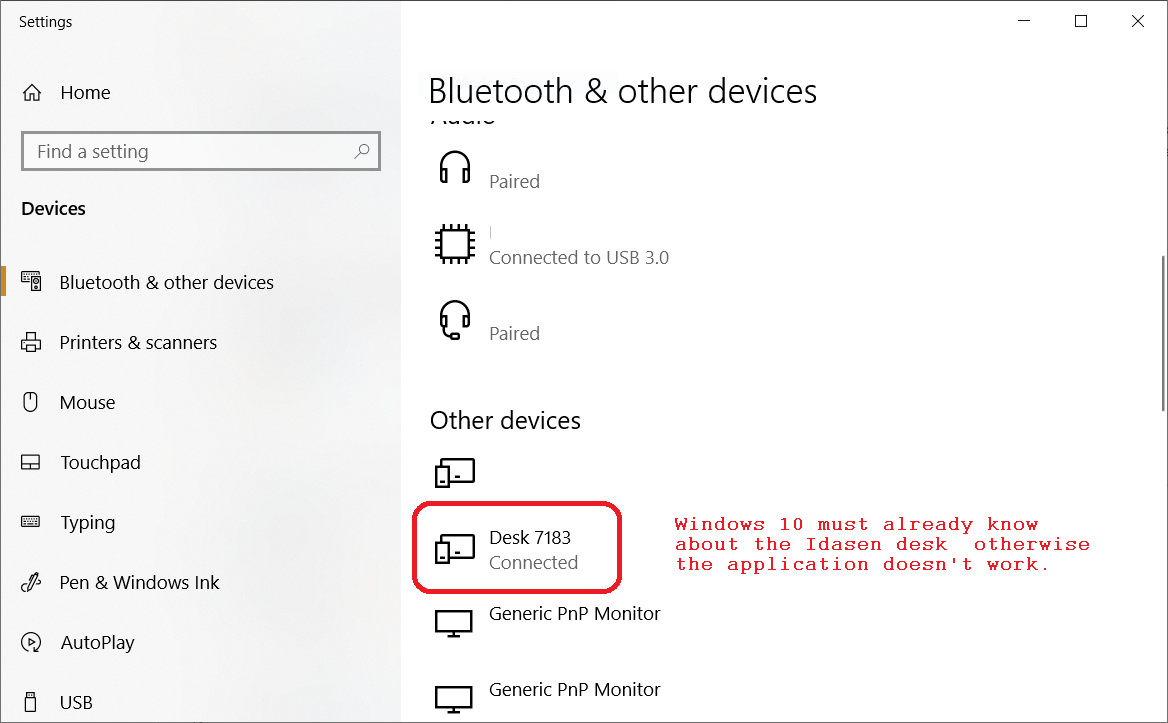 Settings
Home
Find a setting
Devices
Bluetooth & other devices
Printers & scanners
Mouse
Touchpad
Typing
Pen & Windows Ink
AutoPlay
USB
Bluetooth & other devices
Audio
Paired
Connected to USB 3.0
Paired
Other devices
Desk 7183
Connected
Windows 10 must already know
about the Idasen desk  otherwise
the application doesn't work.
Generic PnP Monitor
Generic PnP Monitor